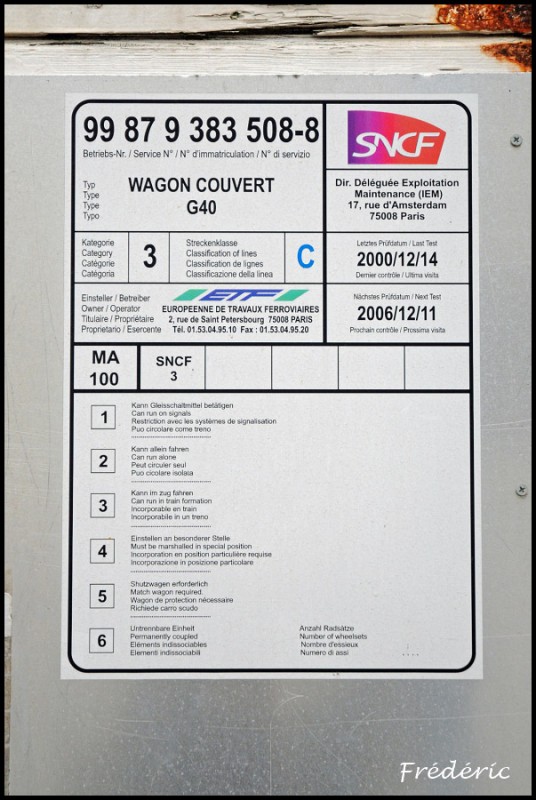 99 87 9 383 508-8
Betriebs-Nr. / Service N° / N° d'immatriculation / N° di servizio
SNCF
Typ
Type
Type
Typo
WAGON COUVERT
G40
Dir. Déléguée Exploitation
Maintenance (IEM)
17, rue d'Amsterdam
75008 Paris
Kategorie
Category
Catègorie
Catégoria
3
Streckenklasse
Classification of lines
Classification de lignes
Classificazione della linea
C
Letztes Prüfdatum / Last Test
2000/12/14
Dernier contrôle / Ultima visita
Einsteller / Betreiber
Owner / Operator
Titulaire / Propriétaire
Proprietario / Esercente
ETF
EUROPEENNE DE TRAVAUX FERROVIAIRES
2, rue de Saint Petersbourg 75008 PARIS
Tél. 01.53.04.95.10 Fax : 01.53.04.95.20
Nächstes Prüfdatum / Next Test
2006/12/11
Prochain contrôle / Prossima visita
MA
100
SNCF
3
1
Kann Gleisschaltmittel betätigen
Can run on signals
Restriction avec les systèmes de signalisation
Puo circolare come treno
2
Kann allein fahren
Can run alone
Peut circuler seul
Puo cicolare isolaia
3
Kann im zug fahren
Can run in train formation
Incorporable en train
Incorporabile in un treno
4
Einstellen an besonderer Stelle
Must be marshalled in special position
Incorporation en position particulière requise
Incorporazione in posizione particolare
5
Shutzwagen erforderlich
Match wagon required.
Wagon de protection nécessaire
Richiede carro scudo
6
Untrennbare Einheit
Permanently coupled
Eléments indissociables
Elementi indissociabili
Anzahl Radsätze
Number of wheelsets
Nombre d'essieux
Numero di assi
....
Frédéric